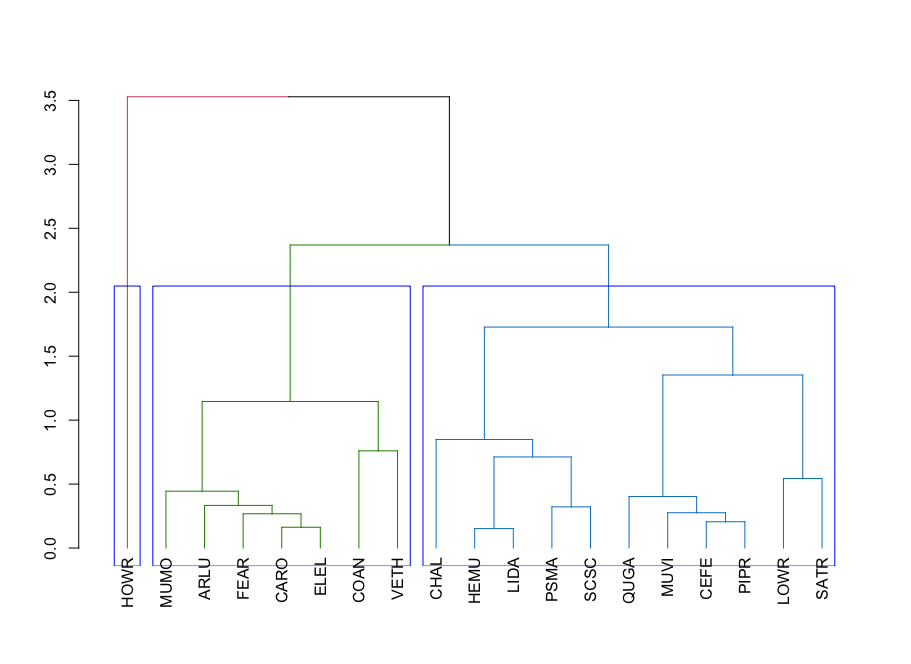 3.5
3.0
2.5
2.0
1.5
1.0
0.5
0.0
HOWR
MUMO
ARLU
FEAR
CARO
ELEL
COAN
VETH
CHAL
HEMU
LIDA
PSMA
SCSC
QUGA
MUVI
CEFE
PIPR
LOWR
SATR